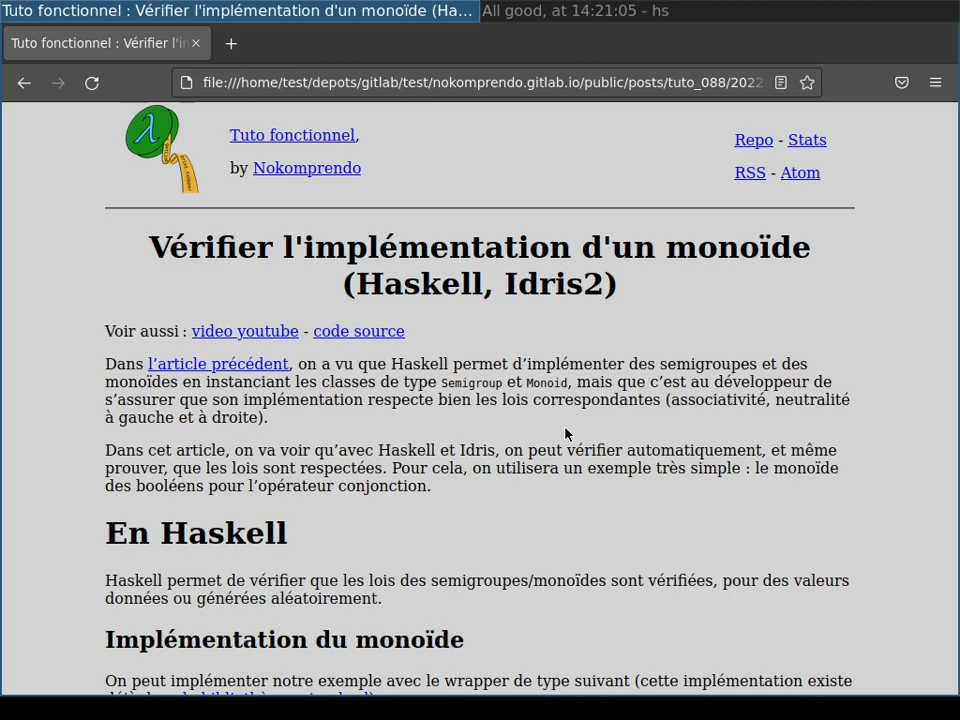 Tuto fonctionnel : Vérifier l'implémentation d'un monoïde (Ha...
All good, at 14:21:05 - hs
Tuto fonctionnel : Vérifier l'in
file:///home/test/depots/gitlab/test/nokomprendo.gitlab.io/public/posts/tuto_088/2022-
λ
Tuto fonctionnel,
by Nokomprendo
Repo - Stats
RSS - Atom
Vérifier l'implémentation d'un monoïde
(Haskell, Idris2)
Voir aussi : video youtube - code source
Dans l’article précédent, on a vu que Haskell permet d’implémenter des semigroupes et des
monoïdes en instanciant les classes de type Semigroup et Monoid, mais que c’est au développeur de
s’assurer que son implémentation respecte bien les lois correspondantes (associativité, neutralité
à gauche et à droite).
Dans cet article, on va voir qu’avec Haskell et Idris, on peut vérifier automatiquement, et même
prouver, que les lois sont respectées. Pour cela, on utilisera un exemple très simple : le monoïde
des booléens pour l’opérateur conjonction.
En Haskell
Haskell permet de vérifier que les lois des semigroupes/monoïdes sont vérifiées, pour des valeurs
données ou générées aléatoirement.
Implémentation du monoïde
On peut implémenter notre exemple avec le wrapper de type suivant (cette implémentation existe